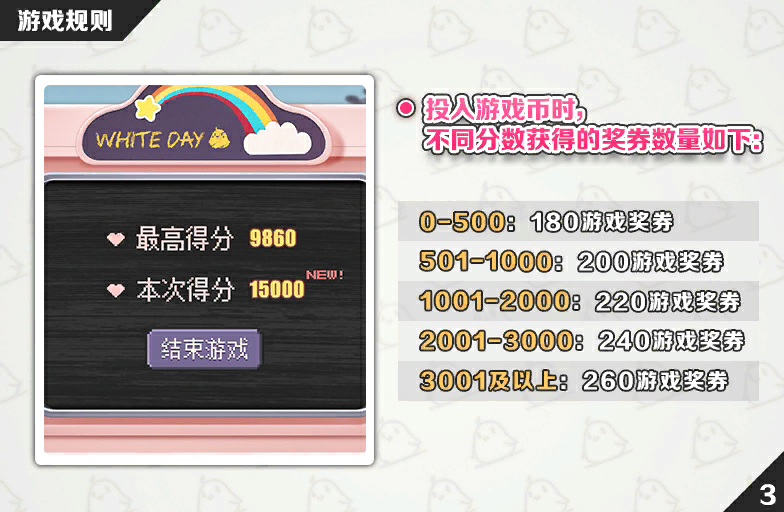 游戏规则
WHITE DAY
最高得分 9860
NEW!
本次得分 15000
结束游戏
投入游戏币时，
不同分数获得的奖券数量如下：
0-500：180游戏奖券
501-1000：200游戏奖券
1001-2000：220游戏奖券
2001-3000：240游戏奖券
3001及以上：260游戏奖券
3